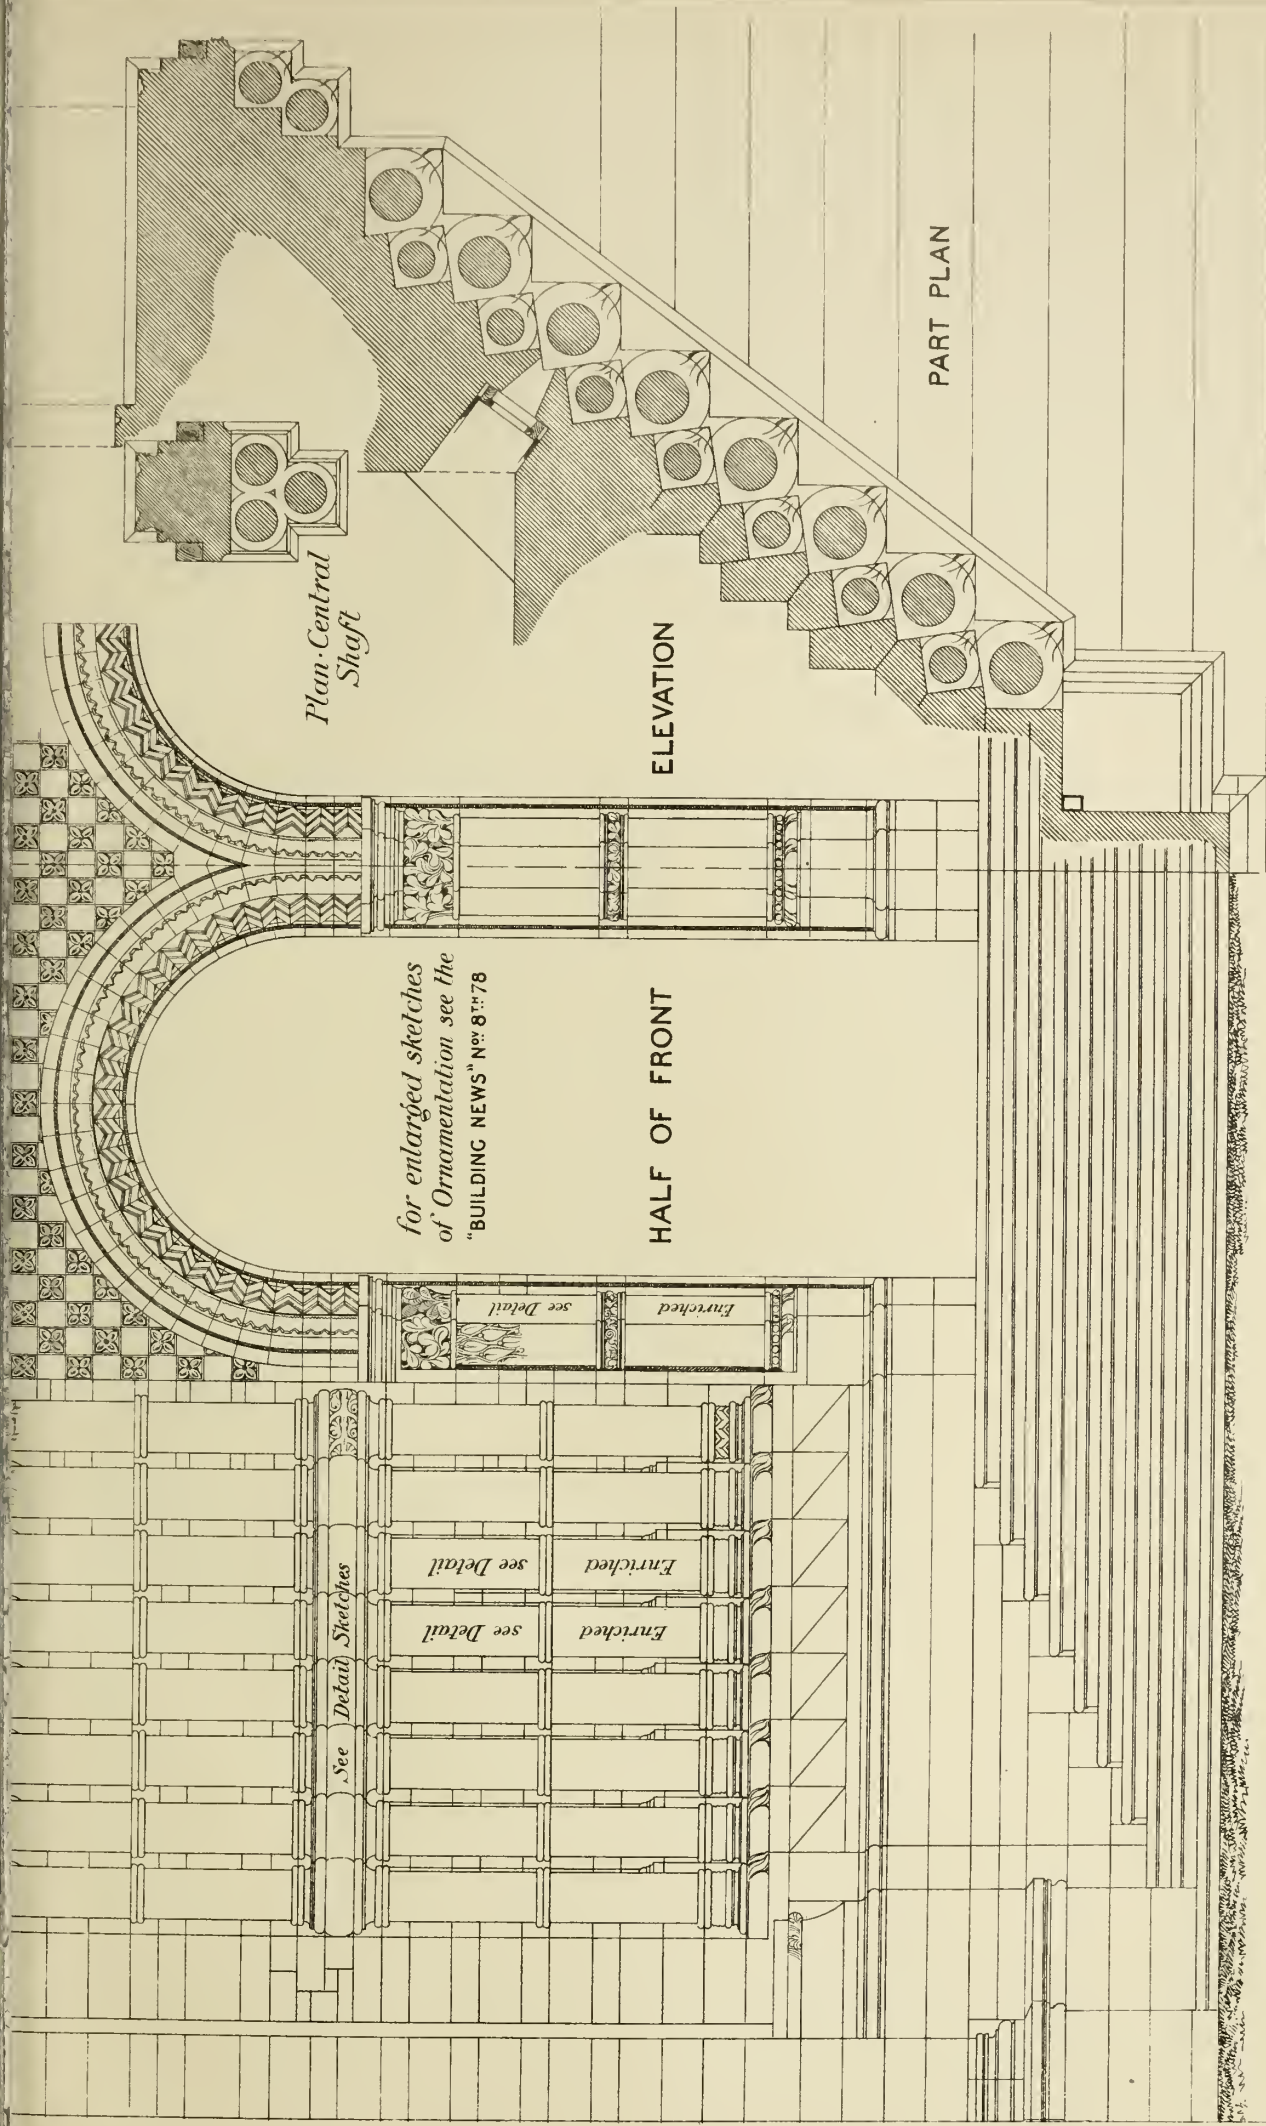 Plan·Central
Shaft
for enlarged sketches
of Ornamentation see the
"BUILDING NEWS" Nov 8TH 78
HALF OF FRONT
ELEVATION
PART PLAN
see Detail
Enriched
see Detail
Enriched
see Detail
Enriched
See Detail Sketches